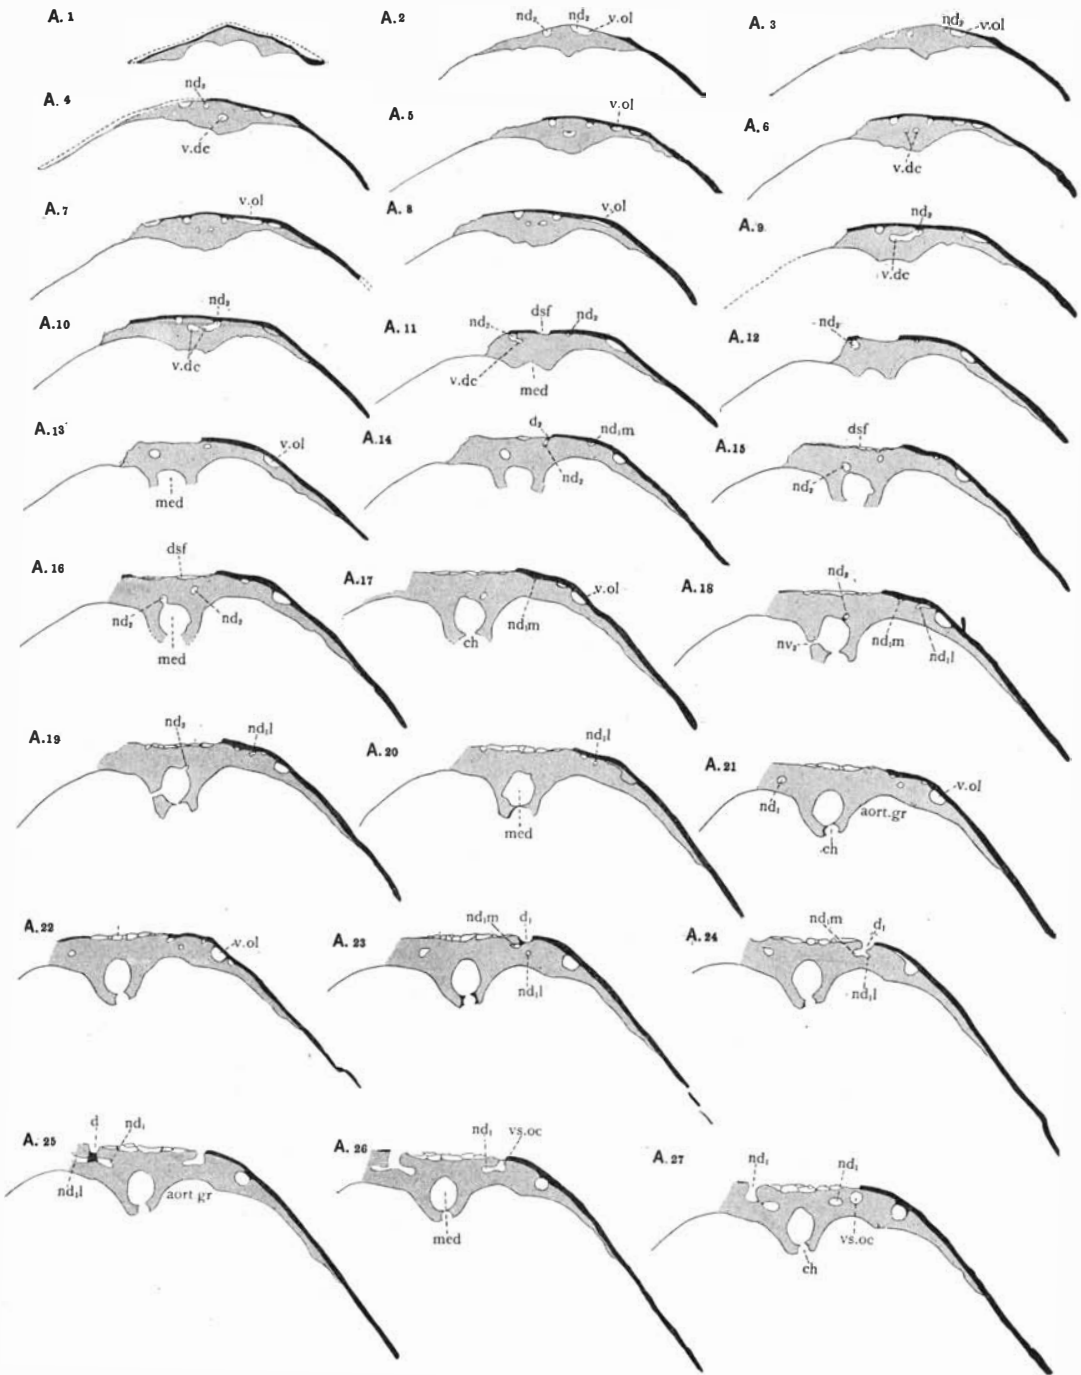 A. 1
A. 2
nd₂
nd₂
v.ol
A. 3
nd₂
v.ol
A. 4
nd₂
v.dc
A. 5
v.ol
A. 6
v.dc
A. 7
v.ol
A. 8
v.ol
A. 9
nd₂
v.dc
A.10
nd₂
v.dc
A. 11
nd₂
dsf
nd₂
v.dc
med
A. 12
nd₂
A. 13
v.ol
med
A. 14
d₂
nd₁m
nd₂
A. 15
dsf
nd₂
A. 16
dsf
nd₂
nd₂
med
A. 17
v.ol
nd₁m
ch
A. 18
nd₂
nv₂
nd₁m
nd₁l
A. 19
nd₂
nd₁l
A. 20
nd₁l
med
A. 21
nd₁
v.ol
aort.gr
ch
A. 22
v.ol
A. 23
nd₁m
d₁
nd₁l
A. 24
nd₁m
d₁
nd₁l
A. 25
d
nd₁
nd₁l
aort.gr
A. 26
nd₁
vs.oc
med
A. 27
nd₁
nd₁
vs.oc
ch